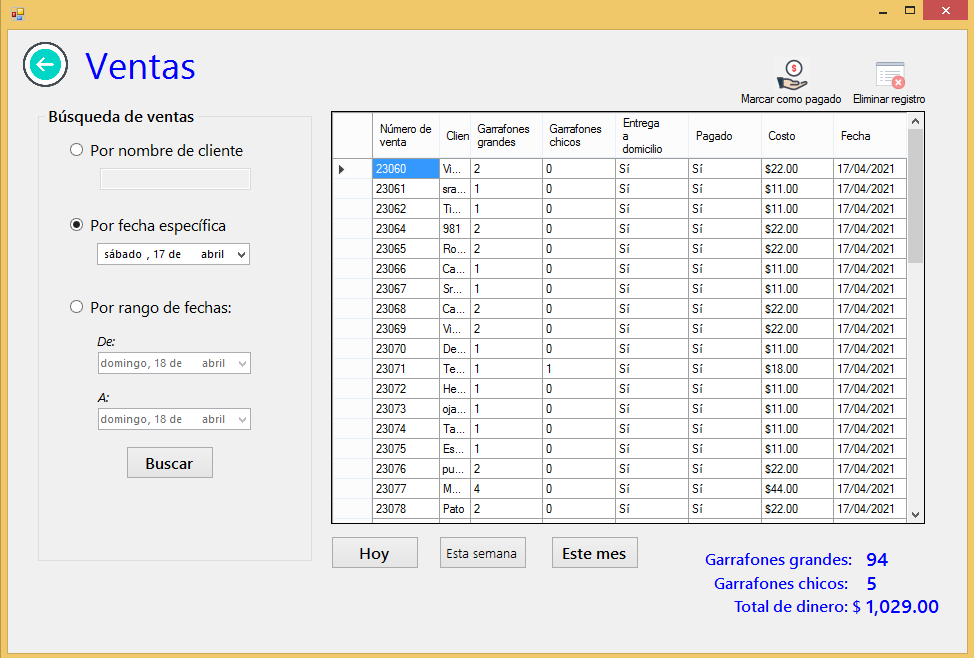 Ventas
Marcar como pagado Eliminar registro
Búsqueda de ventas
Por nombre de cliente
Por fecha específica
sábado , 17 de abril
Por rango de fechas:
De:
domingo, 18 de abril
A:
domingo, 18 de abril
Buscar
Número de venta Clien Garrafones grandes Garrafones chicos Entrega a domicilio Pagado Costo Fecha
23060 Vi... 2 0 Sí Sí $22.00 17/04/2021
23061 sra... 1 0 Sí Sí $11.00 17/04/2021
23062 Ti... 1 0 Sí Sí $11.00 17/04/2021
23064 981 2 0 Sí Sí $22.00 17/04/2021
23065 Ro... 2 0 Sí Sí $22.00 17/04/2021
23066 Ca... 1 0 Sí Sí $11.00 17/04/2021
23067 Sr... 1 0 Sí Sí $11.00 17/04/2021
23068 Ca... 2 0 Sí Sí $22.00 17/04/2021
23069 Vi... 2 0 Sí Sí $22.00 17/04/2021
23070 De... 1 0 Sí Sí $11.00 17/04/2021
23071 Te... 1 1 Sí Sí $18.00 17/04/2021
23072 He... 1 0 Sí Sí $11.00 17/04/2021
23073 oja... 1 0 Sí Sí $11.00 17/04/2021
23074 Ta... 1 0 Sí Sí $11.00 17/04/2021
23075 Es... 1 0 Sí Sí $11.00 17/04/2021
23076 pu... 2 0 Sí Sí $22.00 17/04/2021
23077 M... 4 0 Sí Sí $44.00 17/04/2021
23078 Pato 2 0 Sí Sí $22.00 17/04/2021
Hoy Esta semana Este mes
Garrafones grandes: 94
Garrafones chicos: 5
Total de dinero: $ 1,029.00